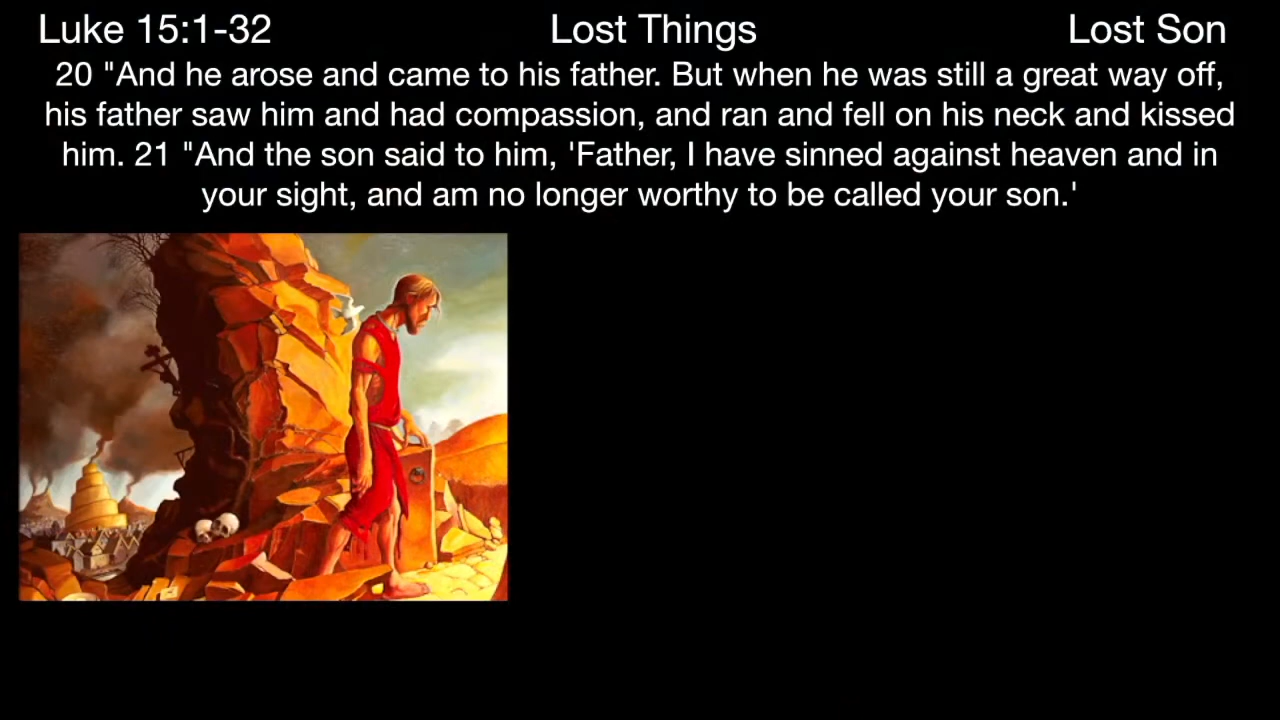 Luke 15:1-32 Lost Things Lost Son
20 "And he arose and came to his father. But when he was still a great way off,
his father saw him and had compassion, and ran and fell on his neck and kissed
him. 21 "And the son said to him, 'Father, I have sinned against heaven and in
your sight, and am no longer worthy to be called your son.'